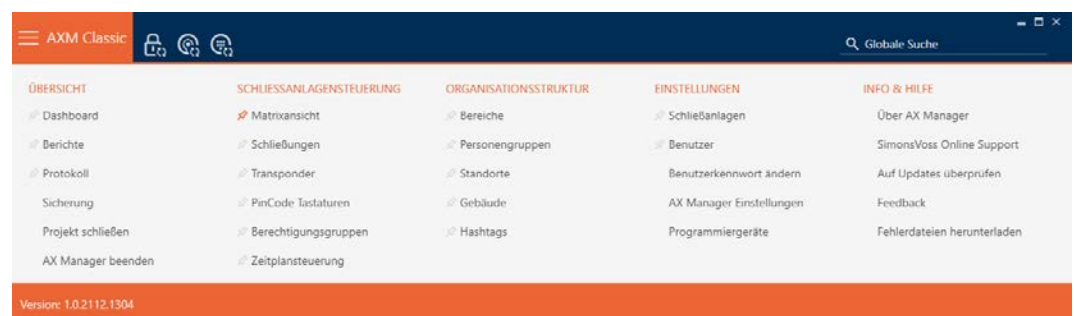 AXM Classic
Globale Suche
ÜBERSICHT
Dashboard
Berichte
Protokoll
Sicherung
Projekt schließen
AX Manager beenden
SCHLIESSANLAGENSTEUERUNG
Matrixansicht
Schließungen
Transponder
PinCode Tastaturen
Berechtigungsgruppen
Zeitplansteuerung
ORGANISATIONSSTRUKTUR
Bereiche
Personengruppen
Standorte
Gebäude
Hashtags
EINSTELLUNGEN
Schließanlagen
Benutzer
Benutzerkennwort ändern
AX Manager Einstellungen
Programmiergeräte
INFO & HILFE
Über AX Manager
SimonsVoss Online Support
Auf Updates überprüfen
Feedback
Fehlerdateien herunterladen
Version: 1.0.2112.1304